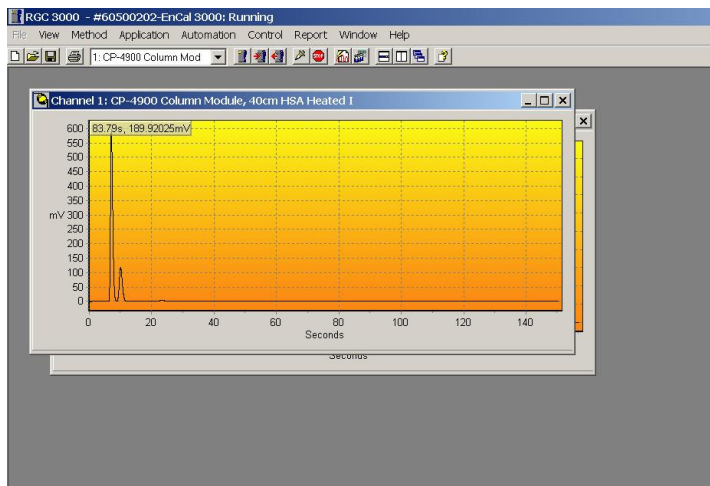 RGC 3000 - #60500202-EnCal 3000: Running
File View Method Application Automation Control Report Window Help
1: CP-4900 Column Mod
Channel 1: CP-4900 Column Module, 40cm HSA Heated I
83.79s, 189.92025mV
600
550
500
450
400
350
mV 300
250
200
150
100
50
0
0 20 40 60 80 100 120 140
Seconds
Seconds